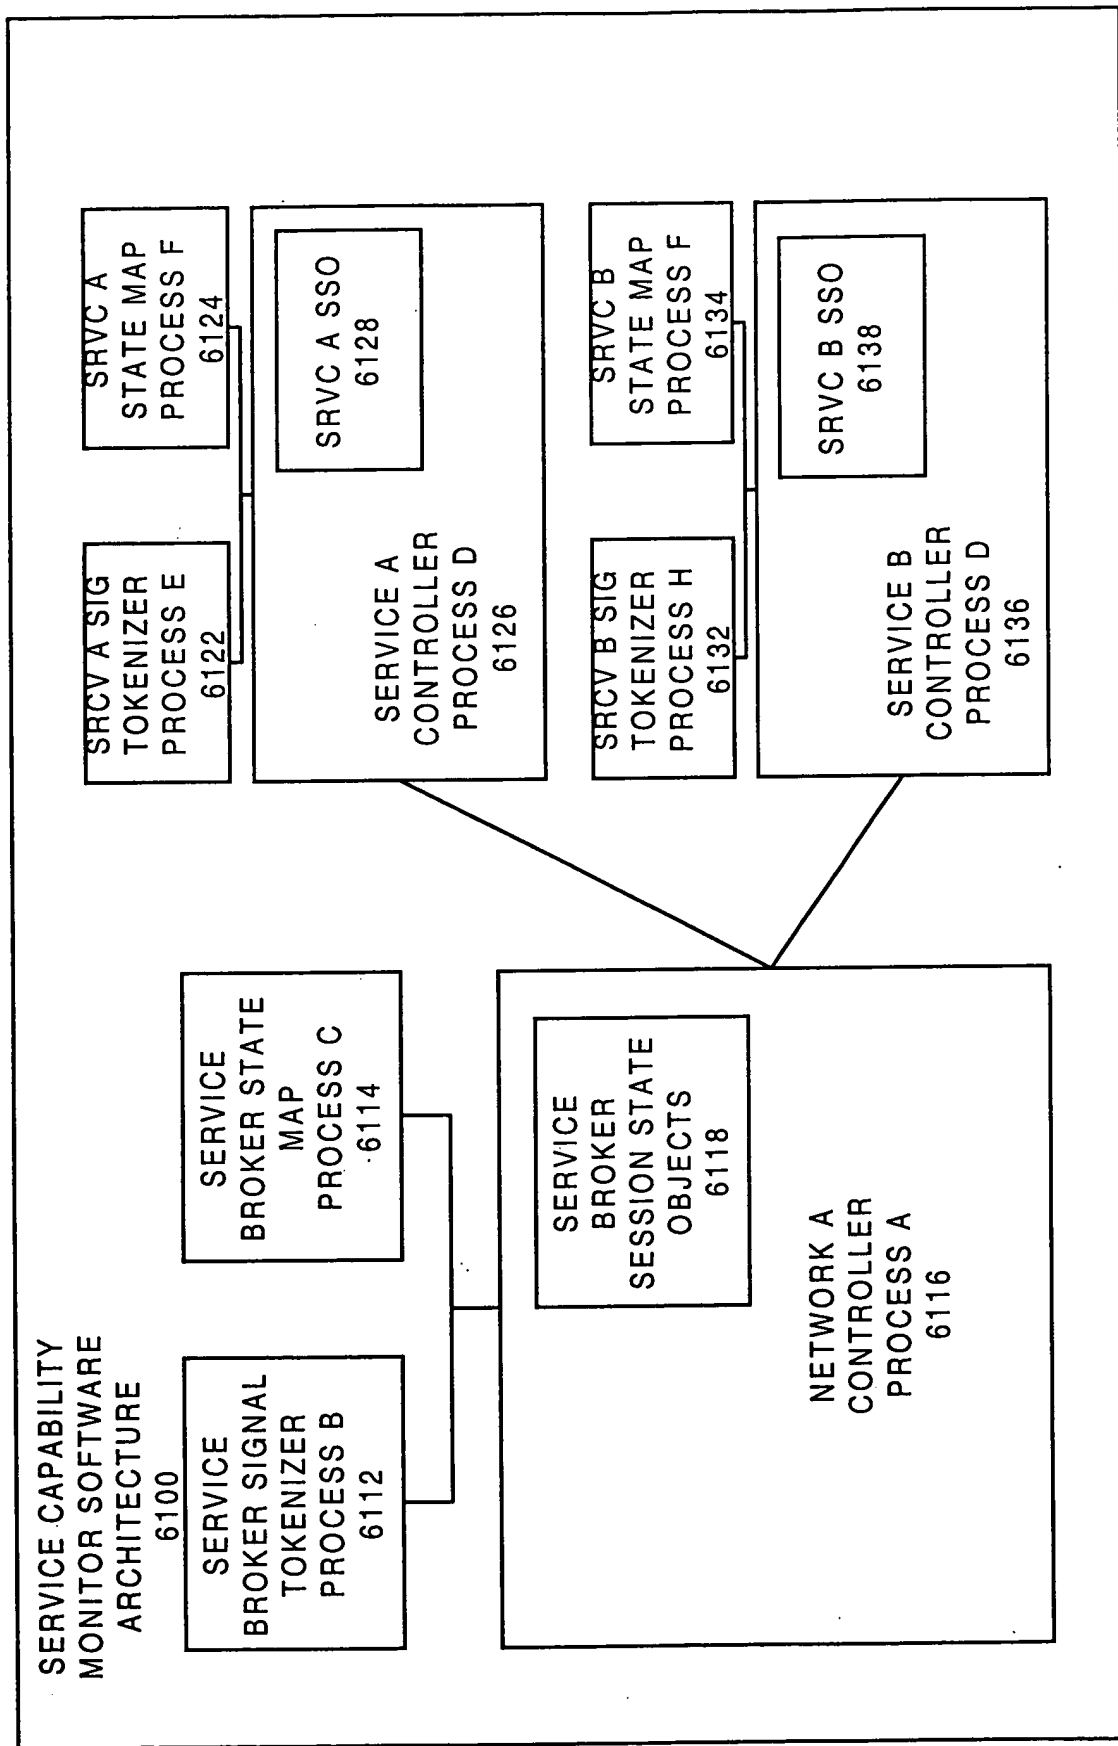 SERVICE CAPABILITY
MONITOR SOFTWARE
ARCHITECTURE
6100
SERVICE
BROKER SIGNAL
TOKENIZER
PROCESS B
6112
SERVICE
BROKER STATE
MAP
PROCESS C
6114
SERVICE
BROKER
SESSION STATE
OBJECTS
6118
NETWORK A
CONTROLLER
PROCESS A
6116
SRCV A SIG
TOKENIZER
PROCESS E
6122
SRVC A
STATE MAP
PROCESS F
6124
SRVC A SSO
6128
SERVICE A
CONTROLLER
PROCESS D
6126
SRCV B SIG
TOKENIZER
PROCESS H
6132
SRVC B
STATE MAP
PROCESS F
6134
SRVC B SSO
6138
SERVICE B
CONTROLLER
PROCESS D
6136